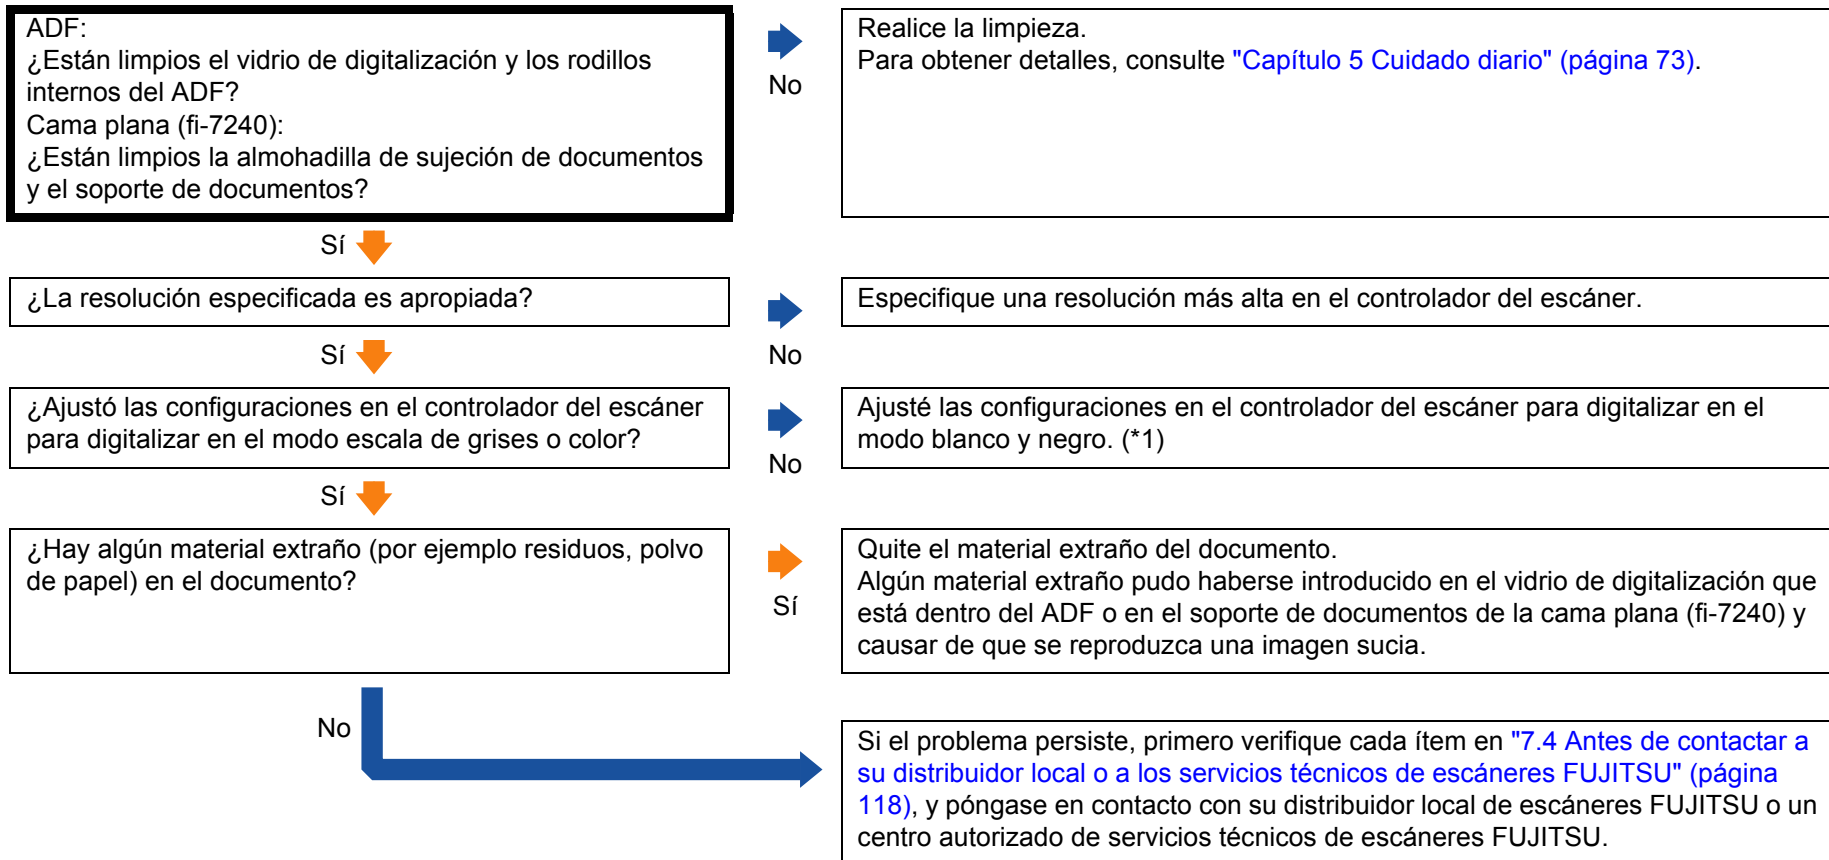 ADF:
¿Están limpios el vidrio de digitalización y los rodillos
internos del ADF?
Cama plana (fi-7240):
¿Están limpios la almohadilla de sujeción de documentos
y el soporte de documentos?
No
Realice la limpieza.
Para obtener detalles, consulte "Capítulo 5 Cuidado diario" (página 73).
Sí
¿La resolución especificada es apropiada?
No
Especifique una resolución más alta en el controlador del escáner.
Sí
¿Ajustó las configuraciones en el controlador del escáner
para digitalizar en el modo escala de grises o color?
No
Ajusté las configuraciones en el controlador del escáner para digitalizar en el
modo blanco y negro. (*1)
Sí
¿Hay algún material extraño (por ejemplo residuos, polvo
de papel) en el documento?
Sí
Quite el material extraño del documento.
Algún material extraño pudo haberse introducido en el vidrio de digitalización que
está dentro del ADF o en el soporte de documentos de la cama plana (fi-7240) y
causar de que se reproduzca una imagen sucia.
No
Si el problema persiste, primero verifique cada ítem en "7.4 Antes de contactar a
su distribuidor local o a los servicios técnicos de escáneres FUJITSU" (página
118), y póngase en contacto con su distribuidor local de escáneres FUJITSU o un
centro autorizado de servicios técnicos de escáneres FUJITSU.